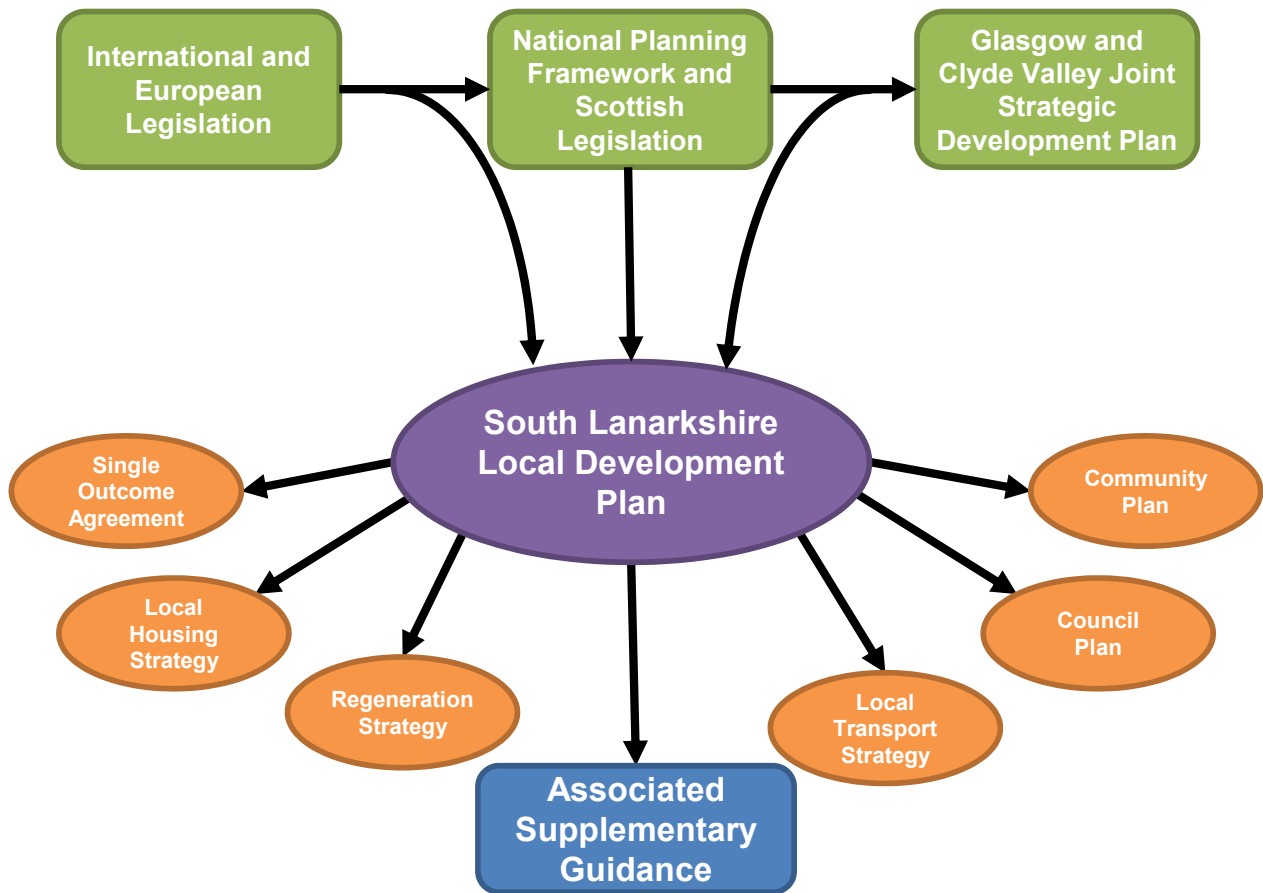 International and
European
Legislation
National Planning
Framework and
Scottish
Legislation
Glasgow and
Clyde Valley Joint
Strategic
Development Plan
South Lanarkshire
Local Development
Plan
Single
Outcome
Agreement
Community
Plan
Local
Housing
Strategy
Council
Plan
Regeneration
Strategy
Local
Transport
Strategy
Associated
Supplementary
Guidance